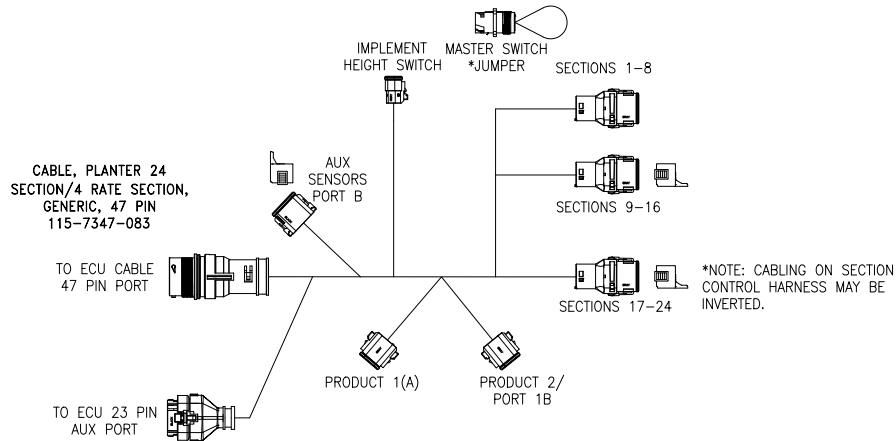 IMPLEMENT
HEIGHT SWITCH
MASTER SWITCH
*JUMPER
SECTIONS 1-8
CABLE, PLANTER 24
SECTION/4 RATE SECTION,
GENERIC, 47 PIN
115-7347-083
AUX
SENSORS
PORT B
SECTIONS 9-16
TO ECU CABLE
47 PIN PORT
SECTIONS 17-24
*NOTE: CABLING ON SECTION
CONTROL HARNESS MAY BE
INVERTED.
PRODUCT 1(A)
PRODUCT 2/
PORT 1B
TO ECU 23 PIN
AUX PORT